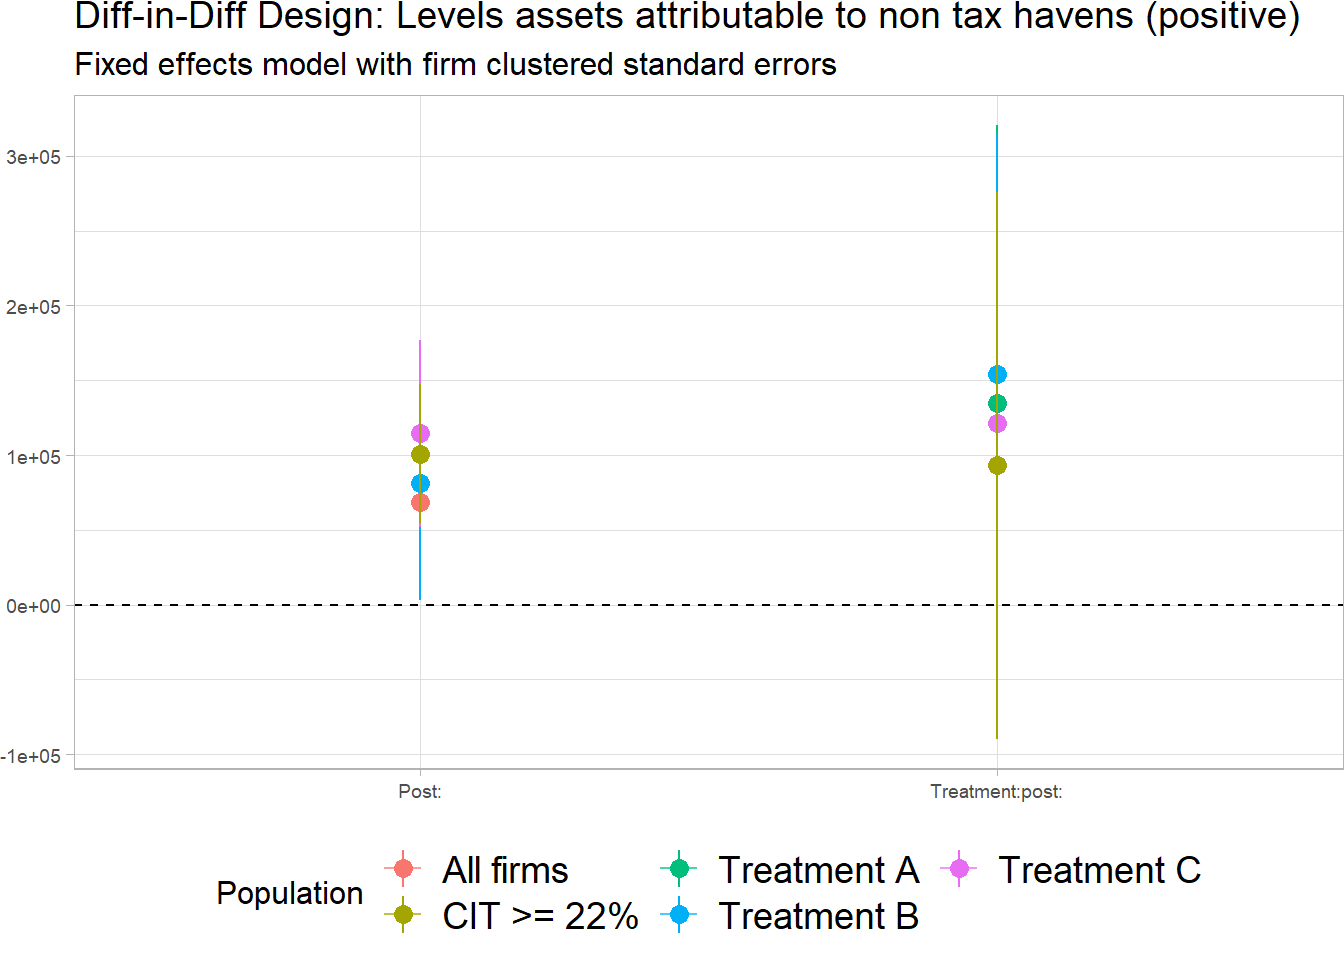 Diff-in-Diff Design: Levels assets attributable to non tax havens (positive)
Fixed effects model with firm clustered standard errors
3e+05
2e+05
1e+05
0e+00
-1e+05
Post:
Treatment:post:
Population
All firms
Treatment A
Treatment C
CIT >= 22%
Treatment B